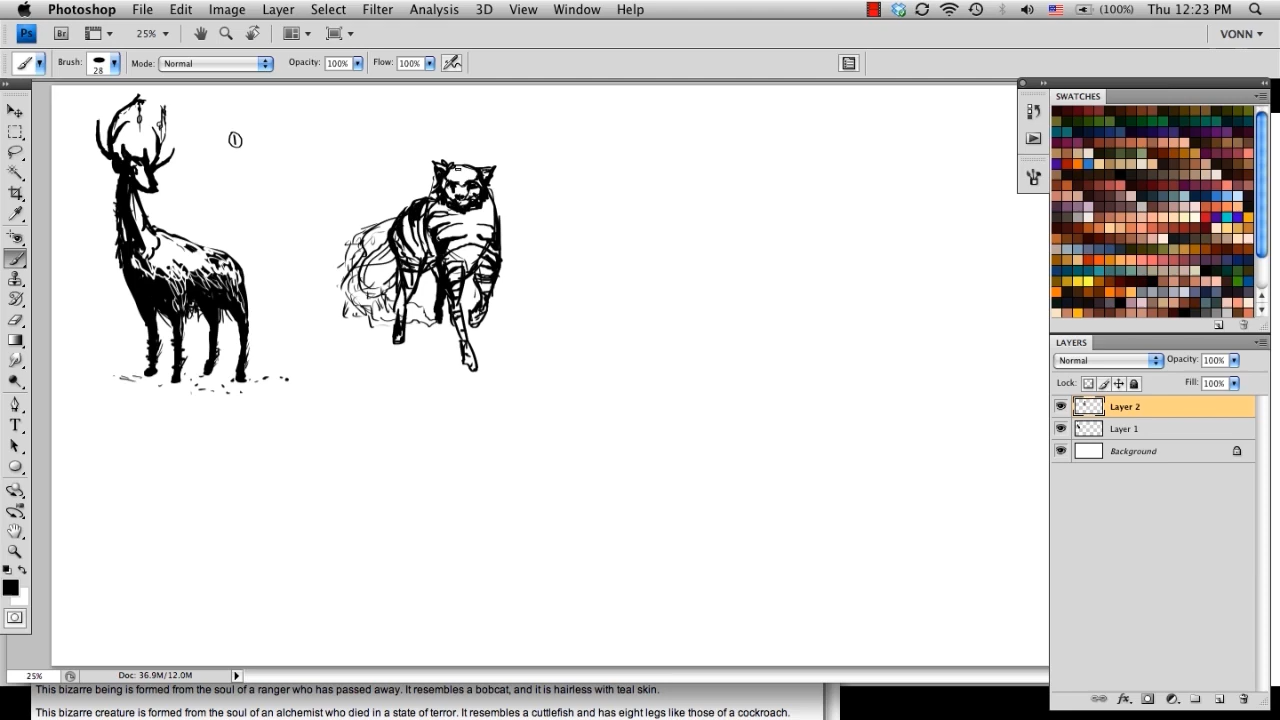 Photoshop File Edit Image Layer Select Filter Analysis 3D View Window Help (100%) Thu 12:23 PM
Ps Br 25% VONN
Brush: 28 Mode: Normal Opacity: 100% Flow: 100%
SWATCHES
1
LAYERS
Normal Opacity: 100%
Lock: Fill: 100%
Layer 2
Layer 1
Background
25% Doc: 36.9M/12.0M
This bizarre being is formed from the soul of a ranger who has passed away. It resembles a bobcat, and it is hairless with teal skin.
This bizarre creature is formed from the soul of an alchemist who died in a state of terror. It resembles a cuttlefish and has eight legs like those of a cockroach.